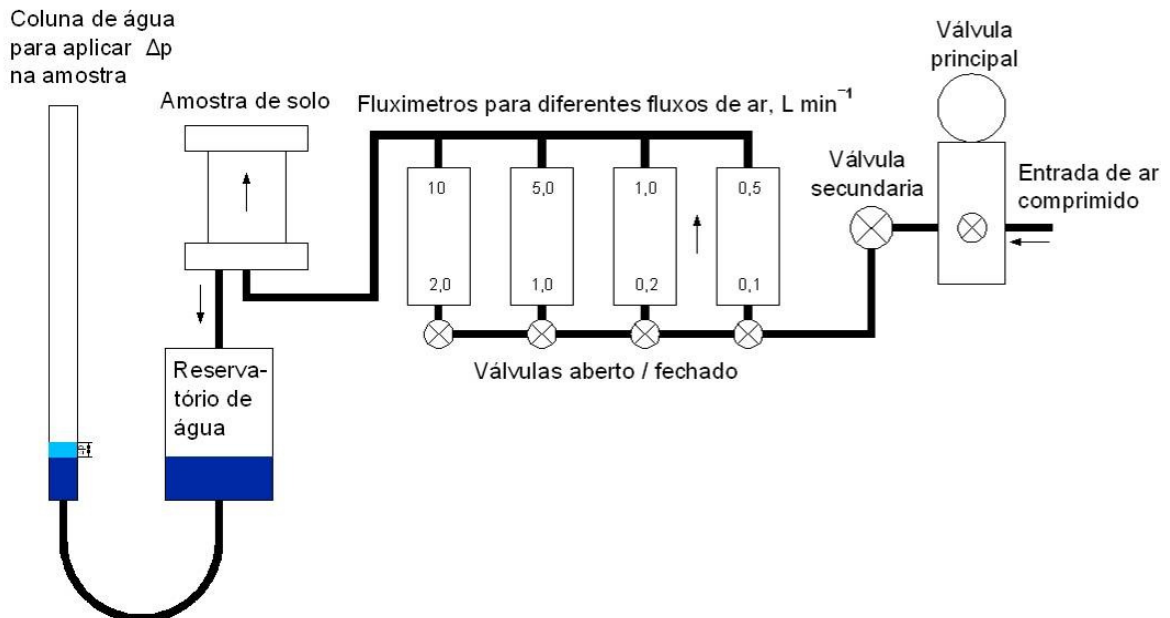 Coluna de água
para aplicar Δp
na amostra
Amostra de solo
Fluximetros para diferentes fluxos de ar, L min⁻¹
Válvula
principal
Válvula
secundaria
Entrada de ar
comprimido
10
5,0
1,0
0,5
2,0
1,0
0,2
0,1
Válvulas aberto / fechado
Reserva-
tório de
água